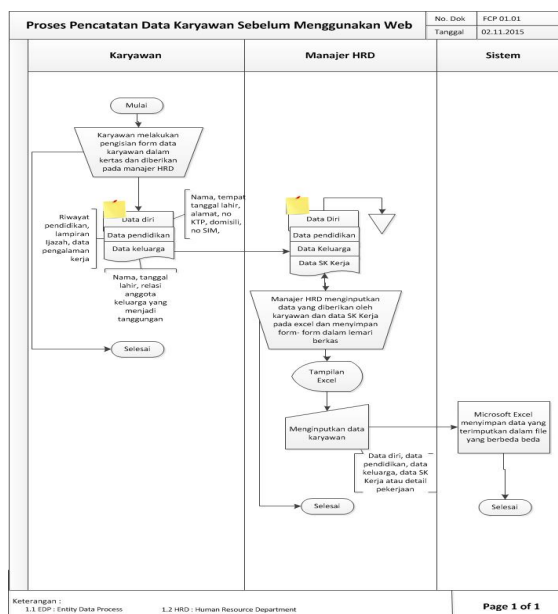 Proses Pencatatan Data Karyawan Sebelum Menggunakan Web
No. Dok
FCP 01.01
Tanggal
02.11.2015
Karyawan
Manajer HRD
Sistem
Mulai
Karyawan melakukan
pengisian form data
karyawan dalam
kertas dan diberikan
pada manajer HRD
Data diri
Data pendidikan
Data keluarga
Nama, tempat
tanggal lahir,
alamat, no
KTP, domisili,
no SIM,
Riwayat
pendidikan,
lampiran
Ijazah, data
pengalaman
kerja
Nama, tanggal
lahir, relasi
anggota
keluarga yang
menjadi
tanggungan
Selesai
Data Diri
Data pendidikan
Data Keluarga
Data SK Kerja
Manajer HRD menginputkan
data yang diberikan oleh
karyawan dan data SK Kerja
pada excel dan menyimpan
form- form dalam lemari
berkas
Tampilan
Excel
Menginputkan data
karyawan
Data diri, data
pendidikan, data
keluarga, data SK
Kerja atau detail
pekerjaan
Selesai
Microsoft Excel
menyimpan data yang
terimputkan dalam file
yang berbeda beda
Selesai
Keterangan :
1.1 EDP : Entity Data Process
1.2 HRD : Human Resource Department
Page 1 of 1